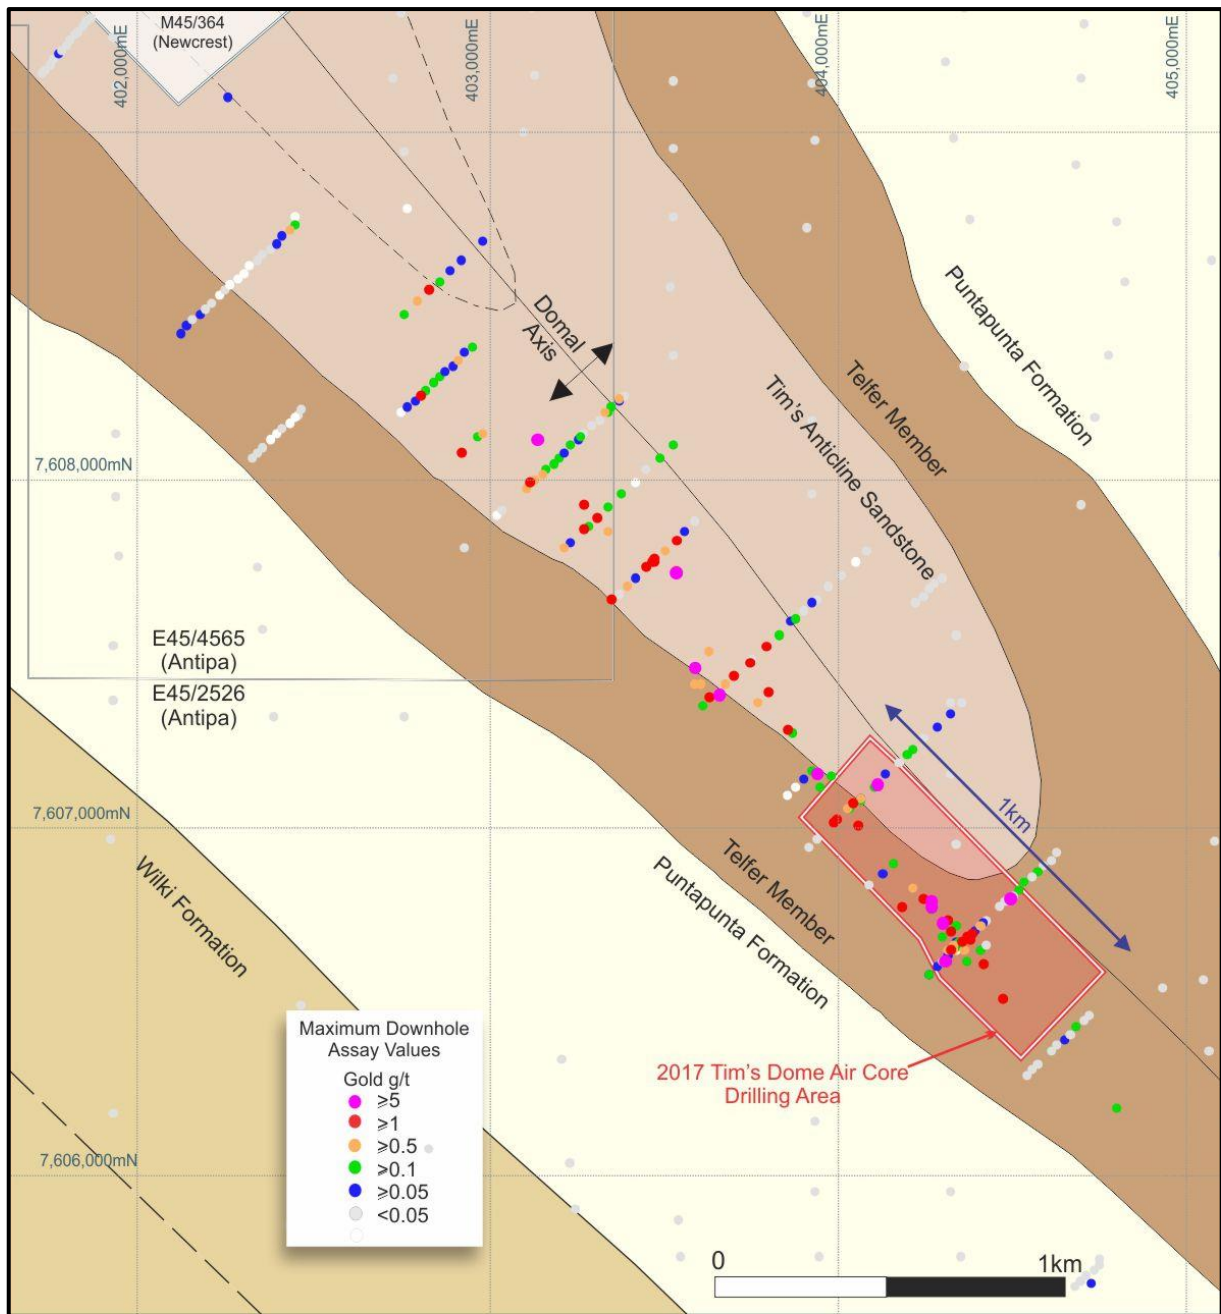 M45/364
(Newcrest)
402,000mE
403,000mE
404,000mE
405,000mE
Puntapunta Formation
Domal
Axis
Telfer Member
Tim's Anticline Sandstone
7,608,000mN
E45/4565
(Antipa)
E45/2526
(Antipa)
1km
7,607,000mN
Telfer Member
Puntapunta Formation
Wilki Formation
Maximum Downhole
Assay Values
Gold g/t
⩾5
⩾1
⩾0.5
⩾0.1
⩾0.05
<0.05
2017 Tim's Dome Air Core
Drilling Area
7,606,000mN
0 1km